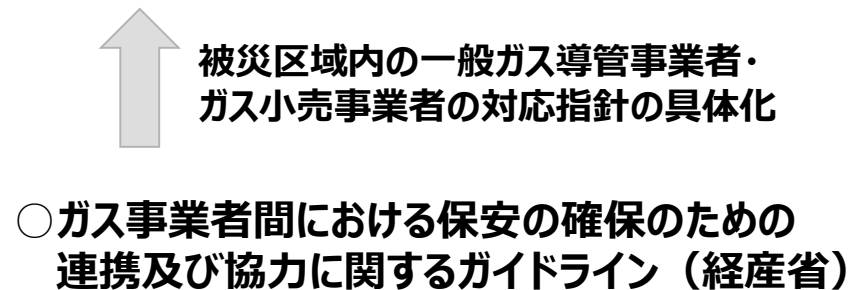 被災区域内の一般ガス導管事業者・
ガス小売事業者の対応指針の具体化
○ガス事業者間における保安の確保のための
連携及び協力に関するガイドライン（経産省）